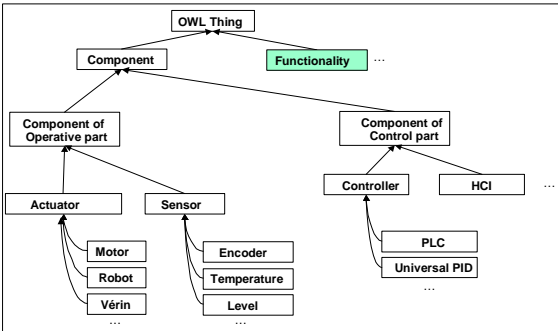 OWL Thing
Component
Functionality
…
Component of
Operative part
Component of
Control part
Controller
HCI
…
Actuator
Sensor
Motor
Robot
Vérin
…
Encoder
Temperature
Level
…
PLC
Universal PID
…